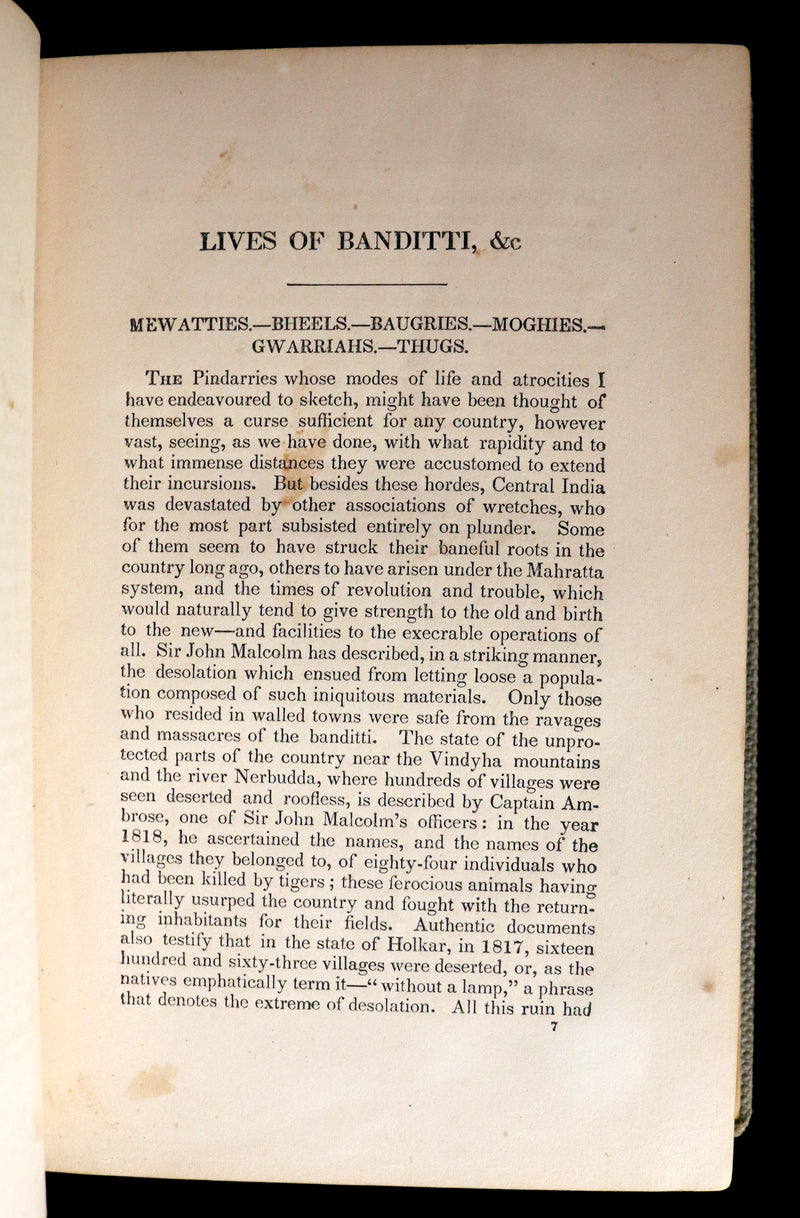 LIVES OF BANDITTI, &c
MEWATTIES.—BHEELS.—BAUGRIES.—MOGHIES.—
GWARRIAHS.—THUGS.
The Pindarries whose modes of life and atrocities I
have endeavoured to sketch, might have been thought of
themselves a curse sufficient for any country, however
vast, seeing, as we have done, with what rapidity and to
what immense distances they were accustomed to extend
their incursions. But besides these hordes, Central India
was devastated by other associations of wretches, who
for the most part subsisted entirely on plunder. Some
of them seem to have struck their baneful roots in the
country long ago, others to have arisen under the Mahratta
system, and the times of revolution and trouble, which
would naturally tend to give strength to the old and birth
to the new—and facilities to the execrable operations of
all. Sir John Malcolm has described, in a striking manner,
the desolation which ensued from letting loose a popula-
tion composed of such iniquitous materials. Only those
who resided in walled towns were safe from the ravages
and massacres of the banditti. The state of the unpro-
tected parts of the country near the Vindyha mountains
and the river Nerbudda, where hundreds of villages were
seen deserted and roofless, is described by Captain Am-
brose, one of Sir John Malcolm's officers: in the year
1818, he ascertained the names, and the names of the
villages they belonged to, of eighty-four individuals who
had been killed by tigers; these ferocious animals having
literally usurped the country and fought with the return-
ing inhabitants for their fields. Authentic documents
also testify that in the state of Holkar, in 1817, sixteen
hundred and sixty-three villages were deserted, or, as the
natives emphatically term it—“without a lamp,” a phrase
that denotes the extreme of desolation. All this ruin had
7